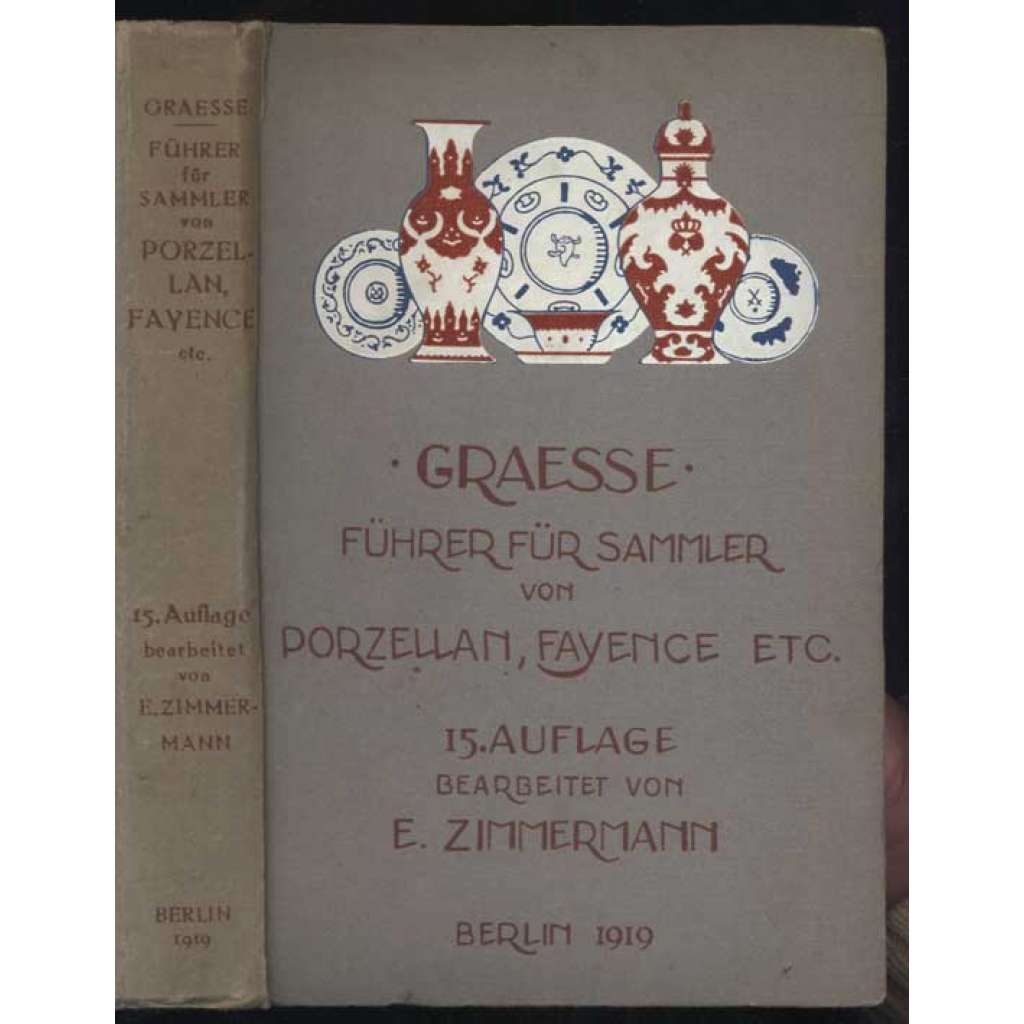 GRAESSE
FÜHRER
für
SAMMLER
von
PORZEL-
LAN,
FAYENCE
etc.
15. Auflage
bearbeitet
von
E. ZIMMER-
MANN
BERLIN
1919
· GRAESSE ·
FÜHRER FÜR SAMMLER
VON
PORZELLAN, FAYENCE ETC.
15. AUFLAGE
BEARBEITET VON
E. ZIMMERMANN
BERLIN 1919